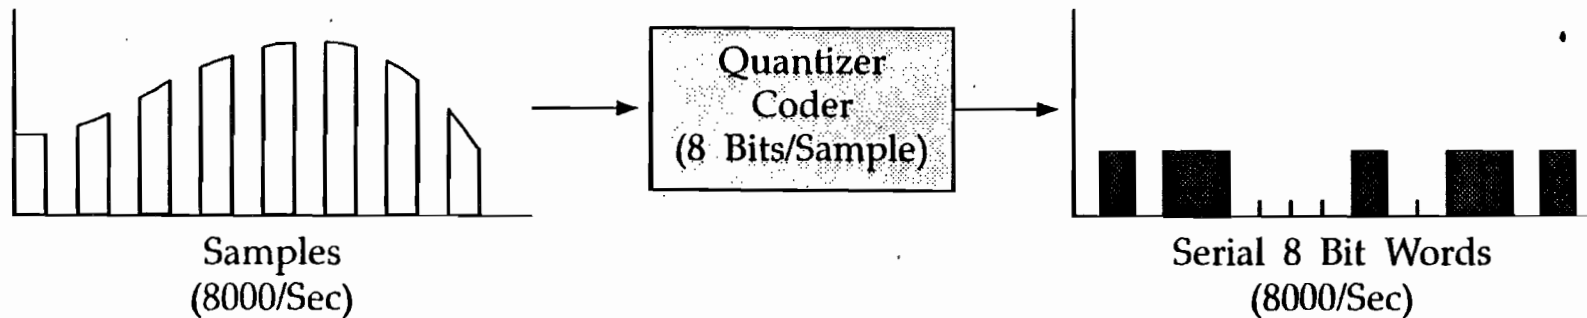 Quantizer
Coder
(8 Bits/Sample)
Samples
(8000/Sec)
Serial 8 Bit Words
(8000/Sec)